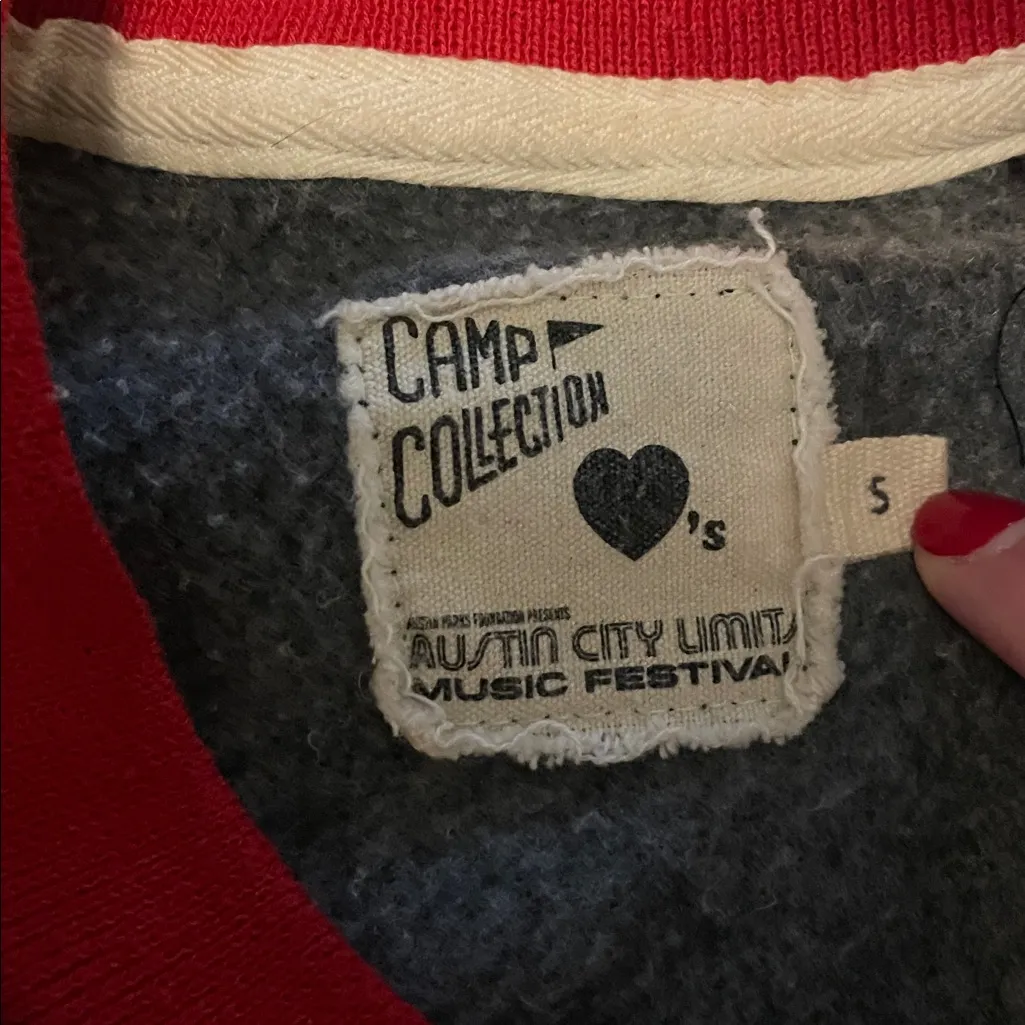 CAMP
COLLECTION
♥'s
S
AUSTIN PARKS FOUNDATION PRESENTS
AUSTIN CITY LIMITS
MUSIC FESTIVAL